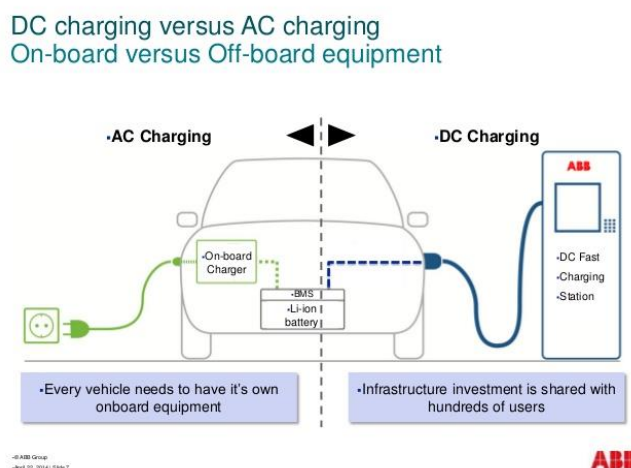 DC charging versus AC charging
On-board versus Off-board equipment
▪AC Charging
▪DC Charging
ABB
▪On-board
Charger
▪DC Fast
▪Charging
▪Station
▪BMS
▪Li-ion
battery
▪Every vehicle needs to have it's own
onboard equipment
▪Infrastructure investment is shared with
hundreds of users
▪© ABB Group
ABB